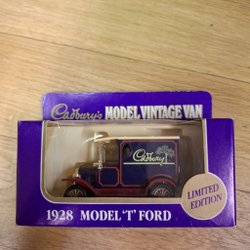 Cadbury's MODEL VINTAGE VAN
Cadbury
LIMITED
EDITION
1928 MODEL 'T' FORD